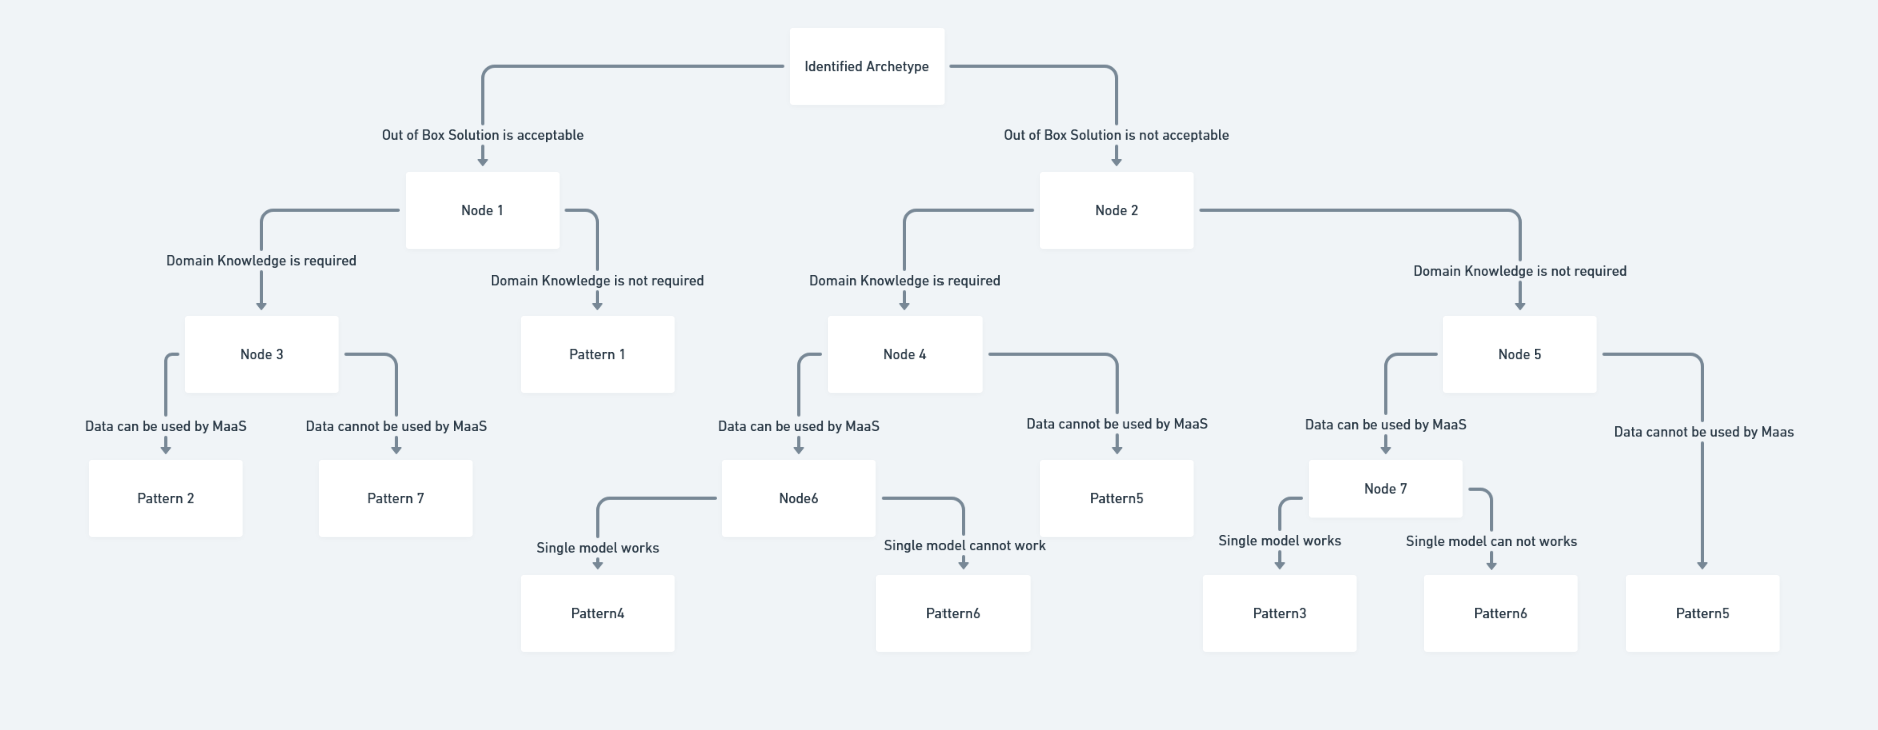 Identified Archetype
Out of Box Solution is acceptable
Out of Box Solution is not acceptable
Node 1
Node 2
Domain Knowledge is required
Domain Knowledge is not required
Domain Knowledge is required
Domain Knowledge is not required
Node 3
Pattern 1
Node 4
Node 5
Data can be used by MaaS
Data cannot be used by MaaS
Data can be used by MaaS
Data cannot be used by MaaS
Data can be used by MaaS
Data cannot be used by Maas
Pattern 2
Pattern 7
Node6
Pattern5
Node 7
Single model works
Single model cannot work
Single model works
Single model can not works
Pattern4
Pattern6
Pattern3
Pattern6
Pattern5